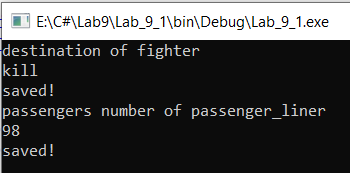 E:\C#\Lab9\Lab_9_1\bin\Debug\Lab_9_1.exe
destination of fighter
kill
saved!
passengers number of passenger_liner
98
saved!